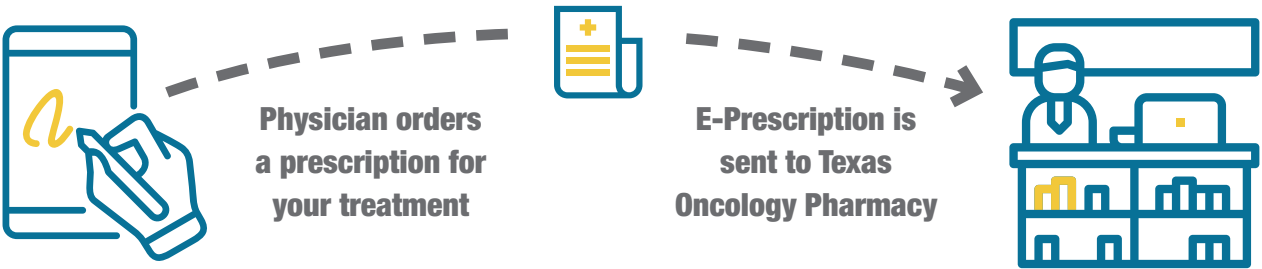 Physician orders
a prescription for
your treatment
E-Prescription is
sent to Texas
Oncology Pharmacy